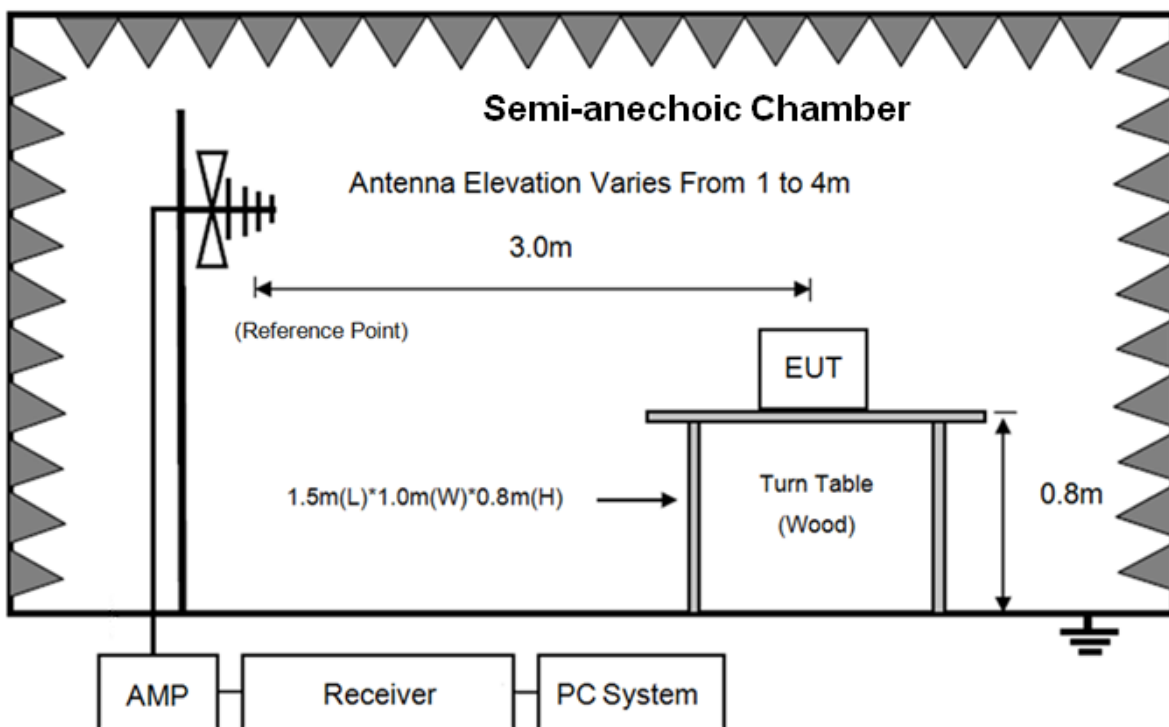 Semi-anechoic Chamber
Antenna Elevation Varies From 1 to 4m
3.0m
(Reference Point)
EUT
1.5m(L)*1.0m(W)*0.8m(H)
Turn Table
(Wood)
0.8m
AMP
Receiver
PC System